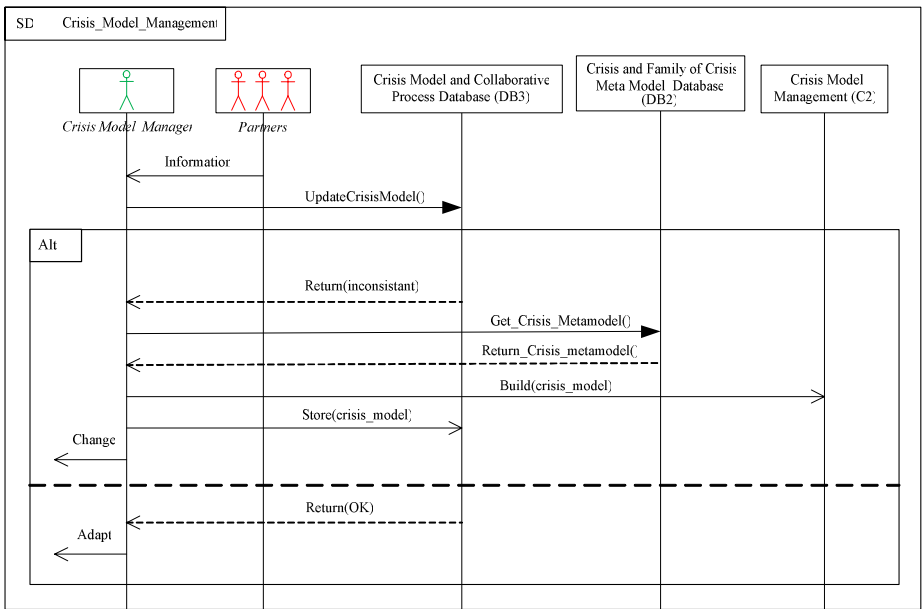 SD Crisis_Model_Management
Crisis Model and Collaborative
Process Database (DB3)
Crisis and Family of Crisis
Meta Model Database
(DB2)
Crisis Model
Management (C2)
Crisis Model Manager
Partners
Information
UpdateCrisisModel()
Alt
Return(inconsistant)
Get_Crisis_Metamodel()
Return_Crisis_metamodel()
Build(crisis_model)
Store(crisis_model)
Change
Return(OK)
Adapt